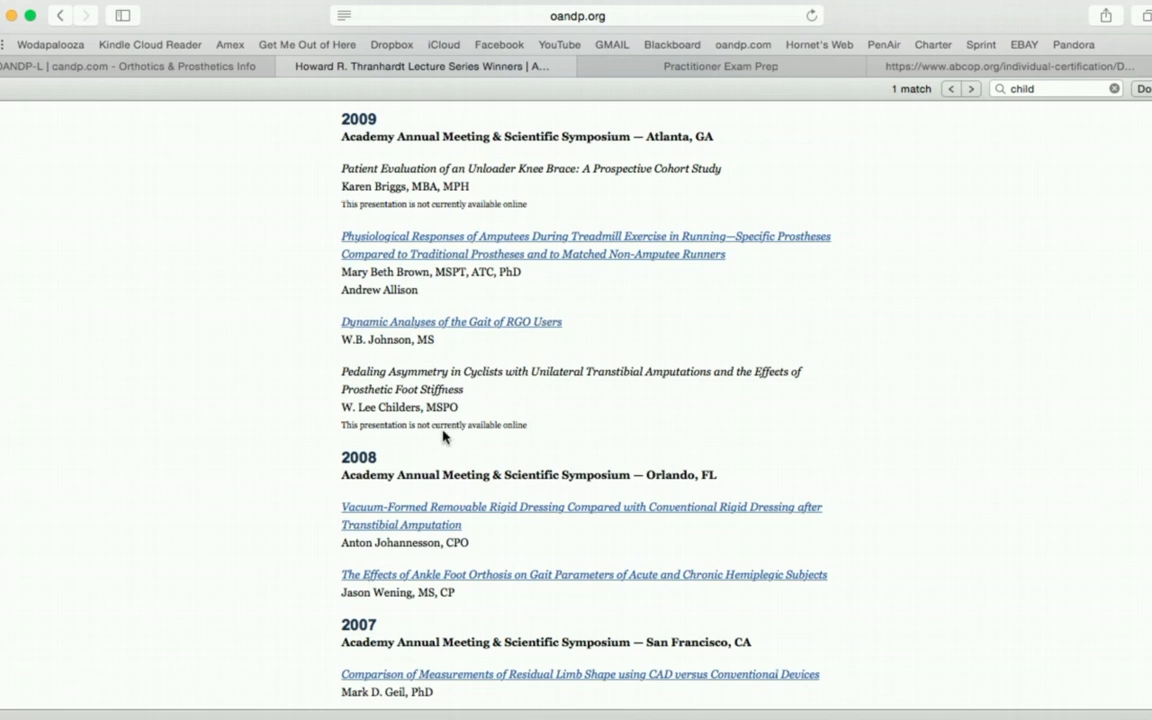 oandp.org
Wodapalooza Kindle Cloud Reader Amex Get Me Out of Here Dropbox iCloud Facebook YouTube GMAIL Blackboard oandp.com Hornet's Web PenAir Charter Sprint EBAY Pandora
OANDP-L | oandp.com - Orthotics & Prosthetics Info Howard R. Thranhardt Lecture Series Winners | A... Practitioner Exam Prep https://www.abcop.org/individual-certification/D...
1 match child Do
2009
Academy Annual Meeting & Scientific Symposium — Atlanta, GA
Patient Evaluation of an Unloader Knee Brace: A Prospective Cohort Study
Karen Briggs, MBA, MPH
This presentation is not currently available online
Physiological Responses of Amputees During Treadmill Exercise in Running—Specific Prostheses
Compared to Traditional Prostheses and to Matched Non-Amputee Runners
Mary Beth Brown, MSPT, ATC, PhD
Andrew Allison
Dynamic Analyses of the Gait of RGO Users
W.B. Johnson, MS
Pedaling Asymmetry in Cyclists with Unilateral Transtibial Amputations and the Effects of
Prosthetic Foot Stiffness
W. Lee Childers, MSPO
This presentation is not currently available online
2008
Academy Annual Meeting & Scientific Symposium — Orlando, FL
Vacuum-Formed Removable Rigid Dressing Compared with Conventional Rigid Dressing after
Transtibial Amputation
Anton Johannesson, CPO
The Effects of Ankle Foot Orthosis on Gait Parameters of Acute and Chronic Hemiplegic Subjects
Jason Wening, MS, CP
2007
Academy Annual Meeting & Scientific Symposium — San Francisco, CA
Comparison of Measurements of Residual Limb Shape using CAD versus Conventional Devices
Mark D. Geil, PhD